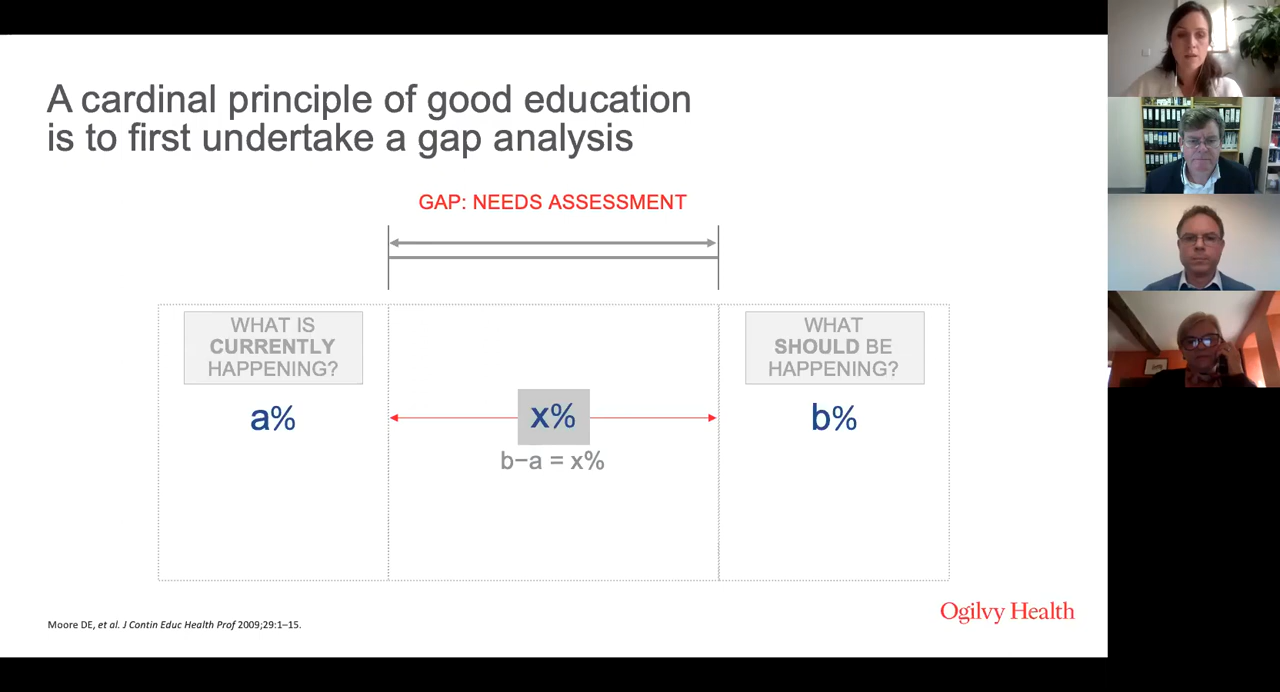 A cardinal principle of good education
is to first undertake a gap analysis
GAP: NEEDS ASSESSMENT
WHAT IS
CURRENTLY
HAPPENING?
a%
x%
b−a = x%
WHAT
SHOULD BE
HAPPENING?
b%
Moore DE, et al. J Contin Educ Health Prof 2009;29:1–15.
Ogilvy Health